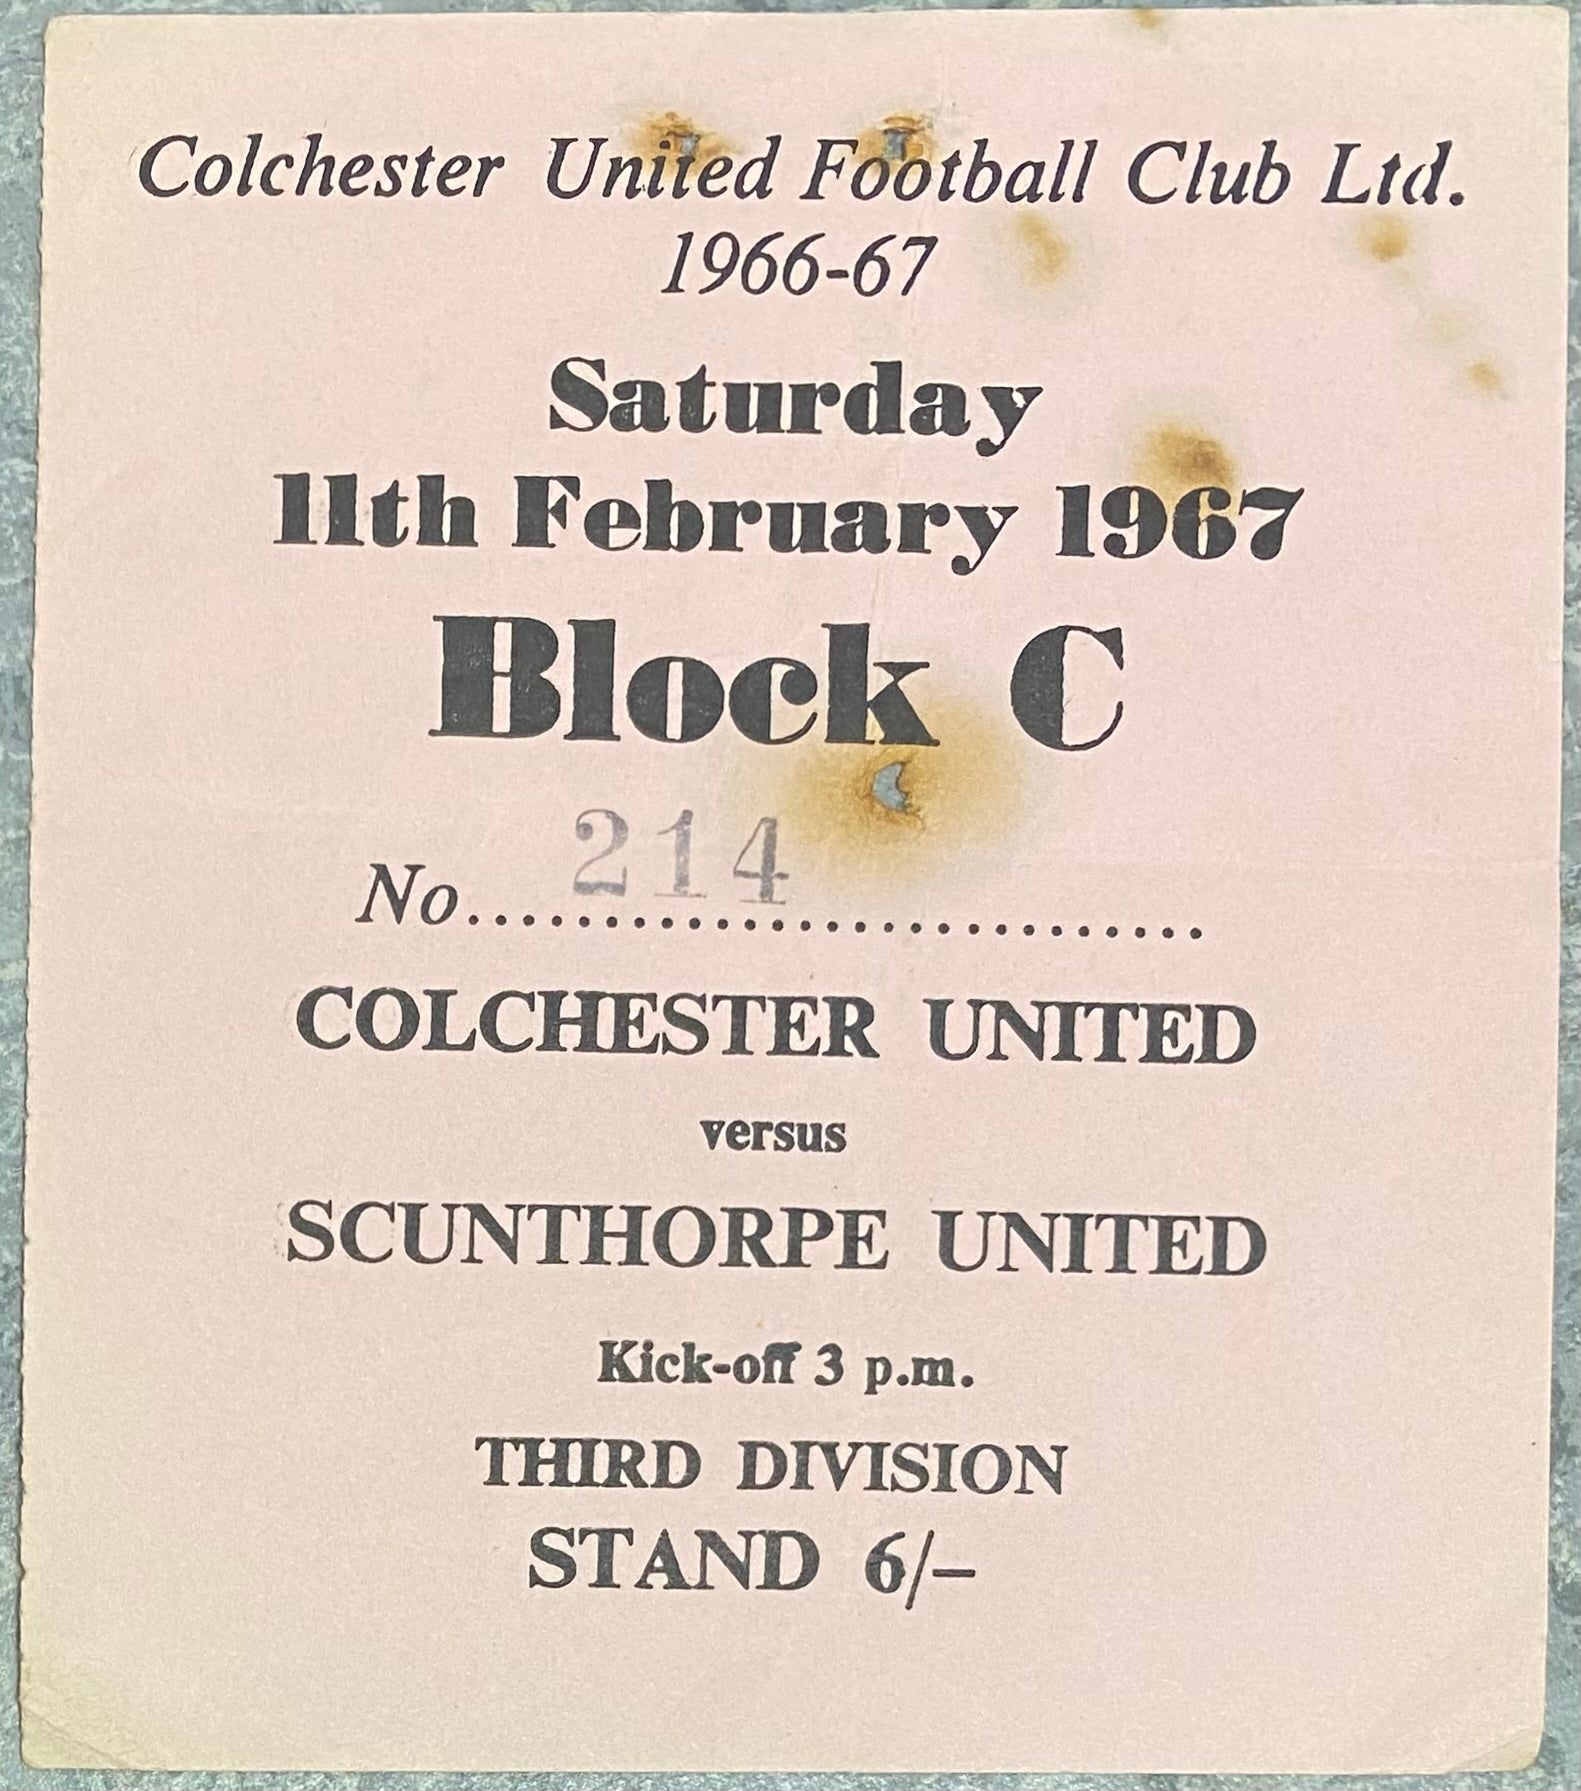 Colchester United Football Club Ltd.
1966-67
Saturday
11th February 1967
Block C
214
No..............................
COLCHESTER UNITED
versus
SCUNTHORPE UNITED
Kick-off 3 p.m.
THIRD DIVISION
STAND 6/–